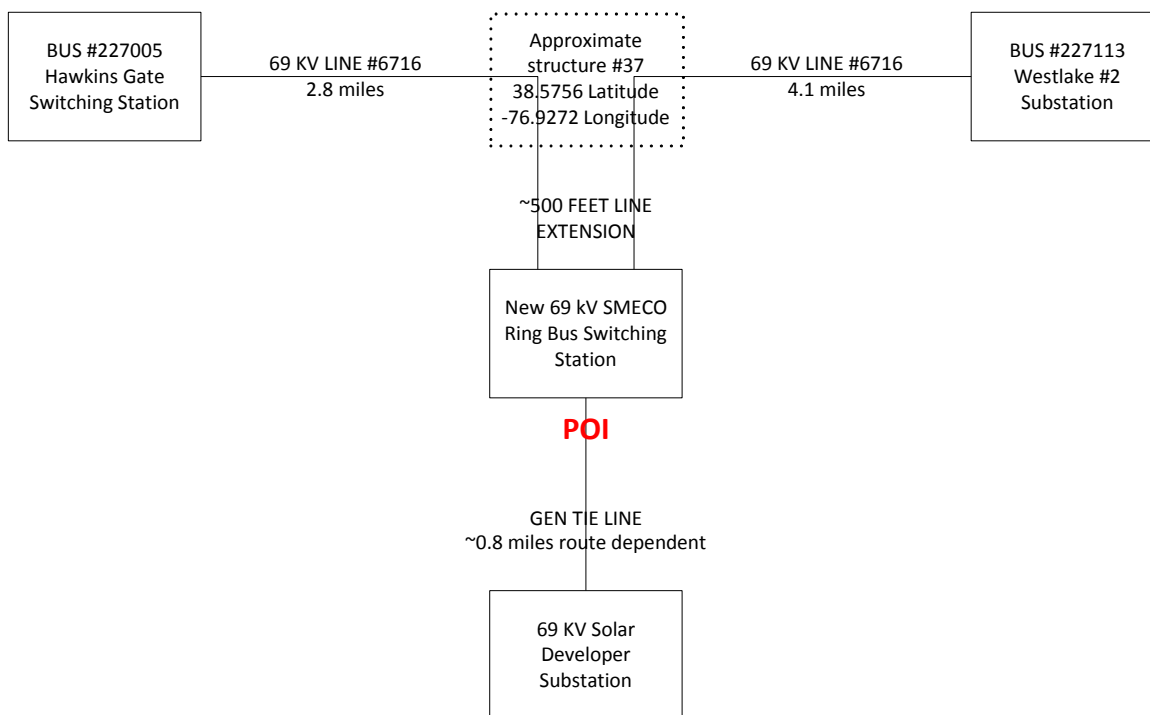 BUS #227005
Hawkins Gate
Switching Station
69 KV LINE #6716
2.8 miles
Approximate
structure #37
38.5756 Latitude
-76.9272 Longitude
69 KV LINE #6716
4.1 miles
BUS #227113
Westlake #2
Substation
~500 FEET LINE
EXTENSION
New 69 kV SMECO
Ring Bus Switching
Station
POI
GEN TIE LINE
~0.8 miles route dependent
69 KV Solar
Developer
Substation